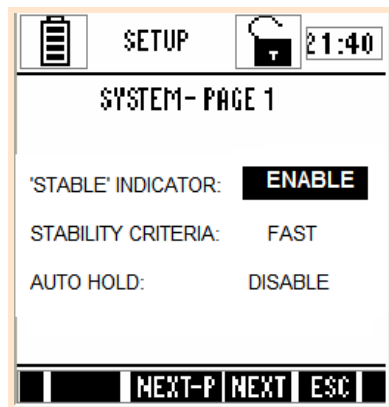 SETUP 21:40
SYSTEM- PAGE 1
'STABLE' INDICATOR: ENABLE
STABILITY CRITERIA: FAST
AUTO HOLD: DISABLE
NEXT-P NEXT ESC